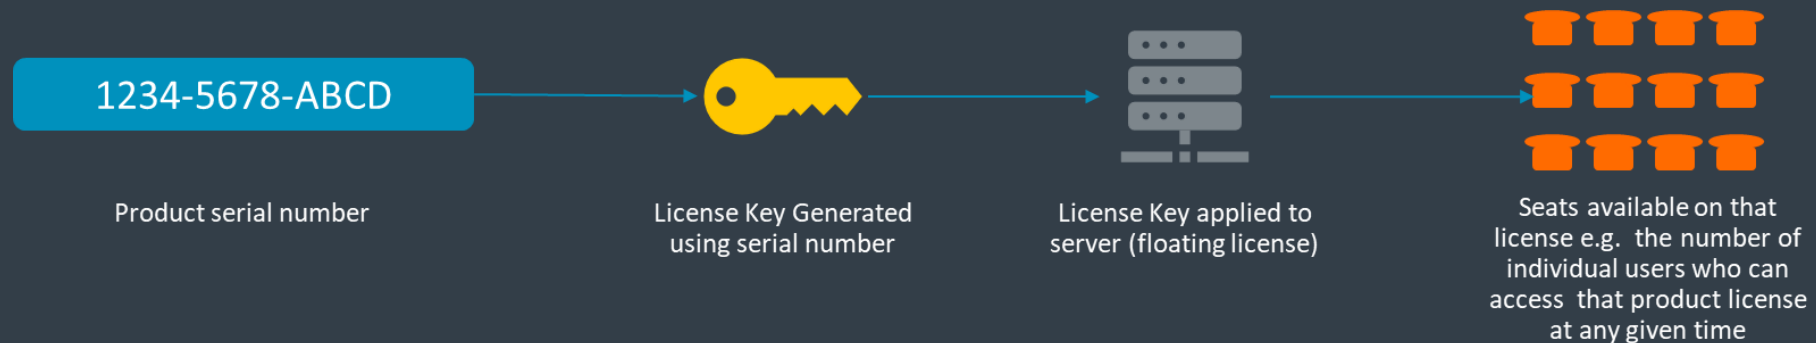 1234-5678-ABCD
Product serial number
License Key Generated
using serial number
License Key applied to
server (floating license)
Seats available on that
license e.g. the number of
individual users who can
access that product license
at any given time